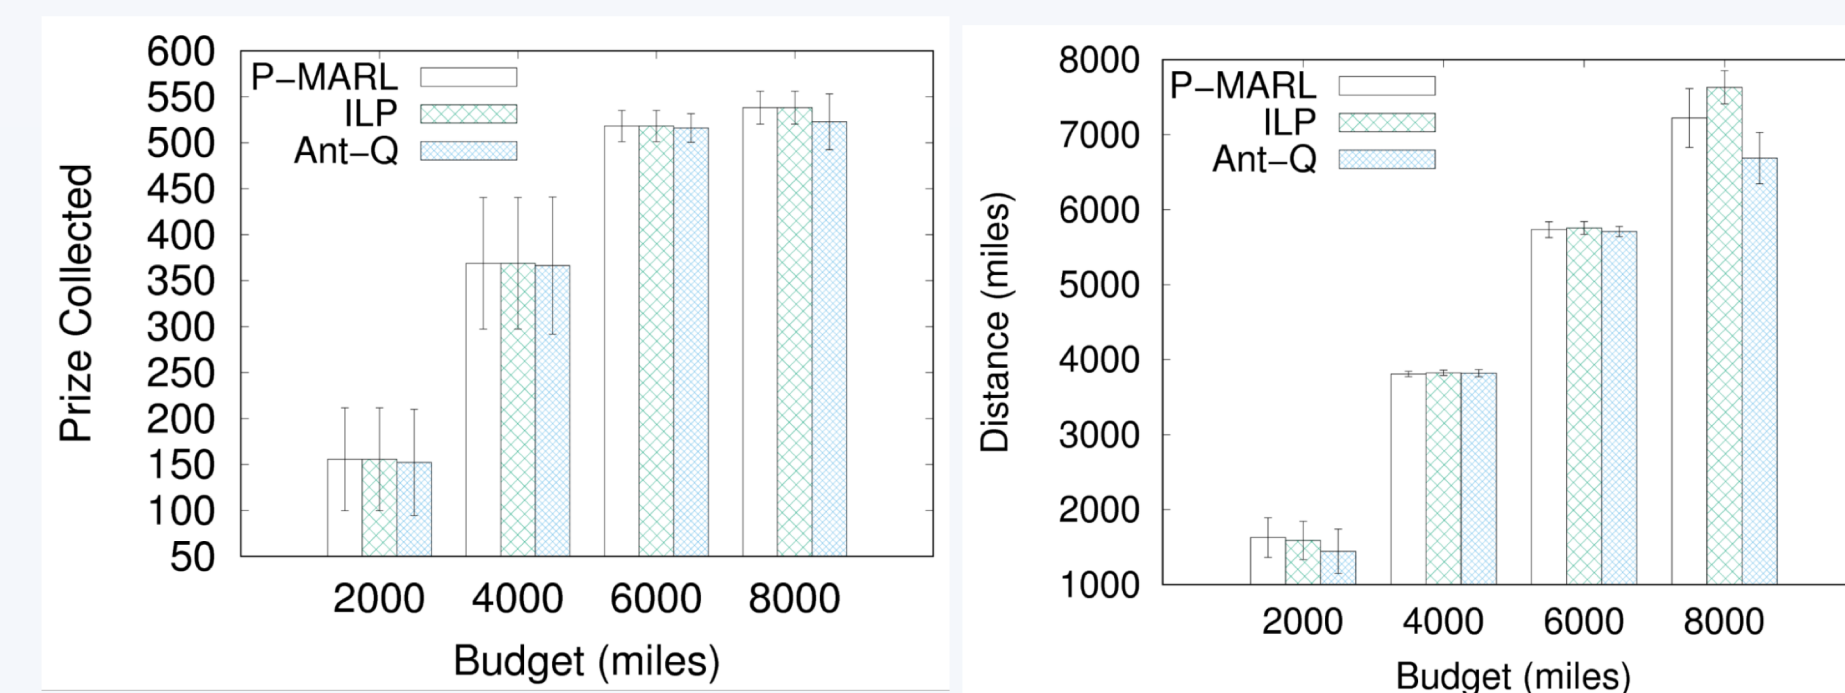 600
550
500
450
400
350
300
250
200
150
100
50
Prize Collected
P−MARL
ILP
Ant−Q
2000 4000 6000 8000
Budget (miles)
8000
7000
6000
5000
4000
3000
2000
1000
Distance (miles)
P−MARL
ILP
Ant−Q
2000 4000 6000 8000
Budget (miles)